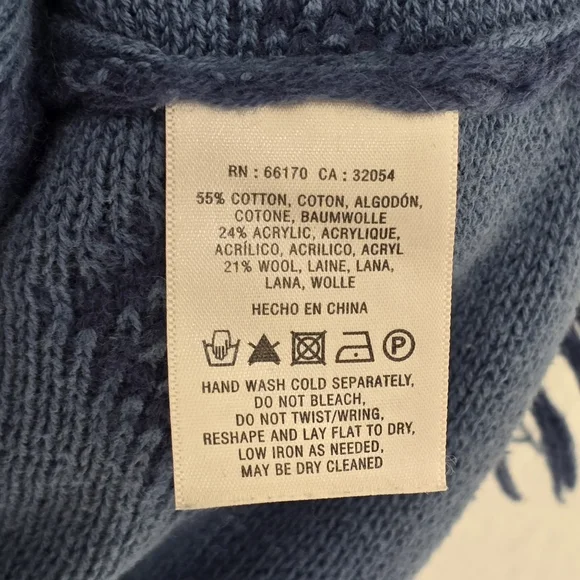 RN : 66170 CA : 32054
55% COTTON, COTON, ALGODÓN,
COTONE, BAUMWOLLE
24% ACRYLIC, ACRYLIQUE,
ACRÍLICO, ACRILICO, ACRYL
21% WOOL, LAINE, LANA,
LANA, WOLLE
HECHO EN CHINA
P
HAND WASH COLD SEPARATELY,
DO NOT BLEACH,
DO NOT TWIST/WRING,
RESHAPE AND LAY FLAT TO DRY,
LOW IRON AS NEEDED,
MAY BE DRY CLEANED